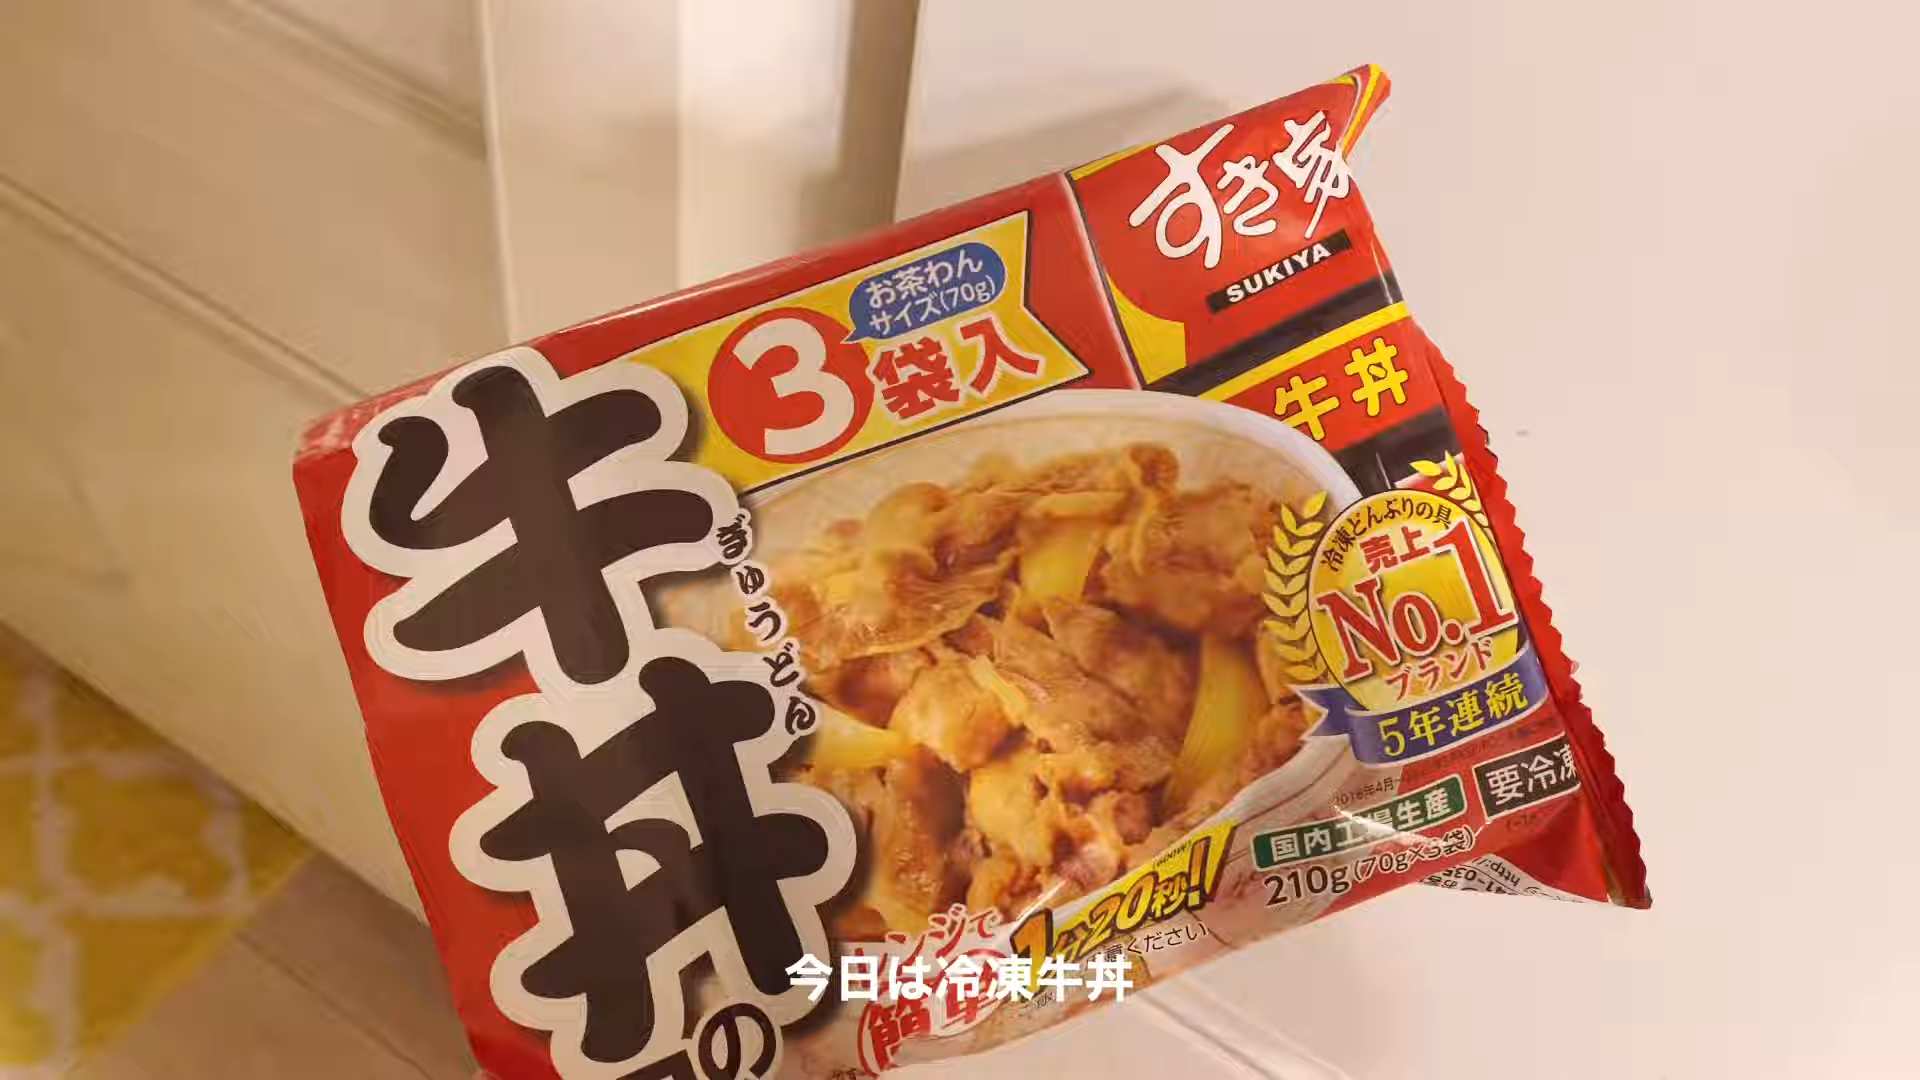 すき家
SUKIYA
牛丼
お茶わん
サイズ(70g)
3袋入
牛丼の
ぎゅうどん
冷凍どんぶりの具
売上
No.1
ブランド
5年連続
国内工場生産
要冷凍
210g(70g×3袋)
レンジで
1分20秒!
(600W)
簡単
今日は冷凍牛丼